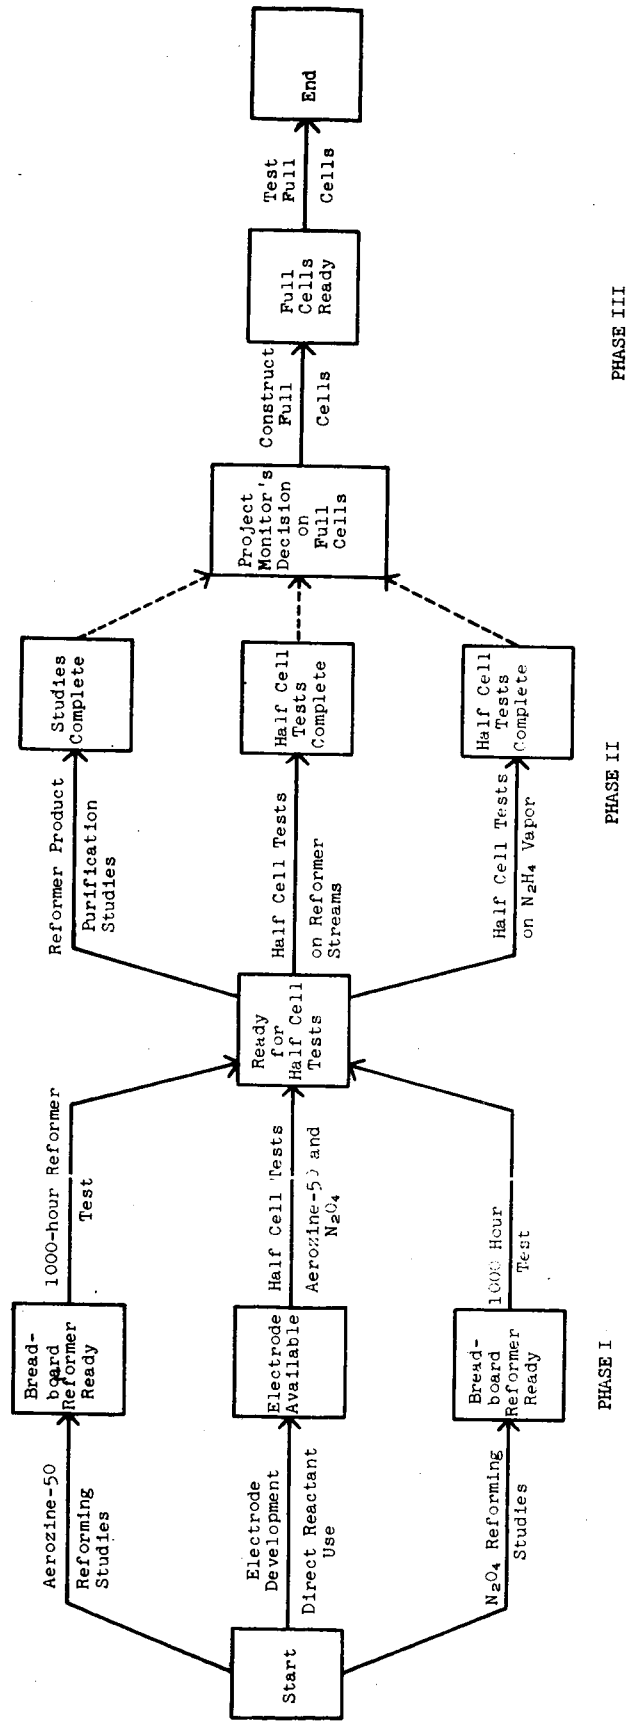 Start
Aerozine-50
Reforming
Studies
Electrode
Development
Direct Reactant
Use
N₂O₄ Reforming
Studies
Bread-
board
Reformer
Ready
Electrode
Available
Bread-
board
Reformer
Ready
1000-hour Reformer
Test
Half Cell Tests
Aerozine-50 and
N₂O₄
1000 Hour
Test
PHASE I
Ready
for
Half Cell
Tests
Reformer Product
Purification
Studies
Half Cell Tests
on Reformer
Streams
Half Cell Tests
on N₂H₄ Vapor
Studies
Complete
Half Cell
Tests
Complete
Half Cell
Tests
Complete
PHASE II
Project
Monitor's
Decision
on
Full
Cells
Construct
Full
Cells
Full
Cells
Ready
Test
Full
Cells
End
PHASE III